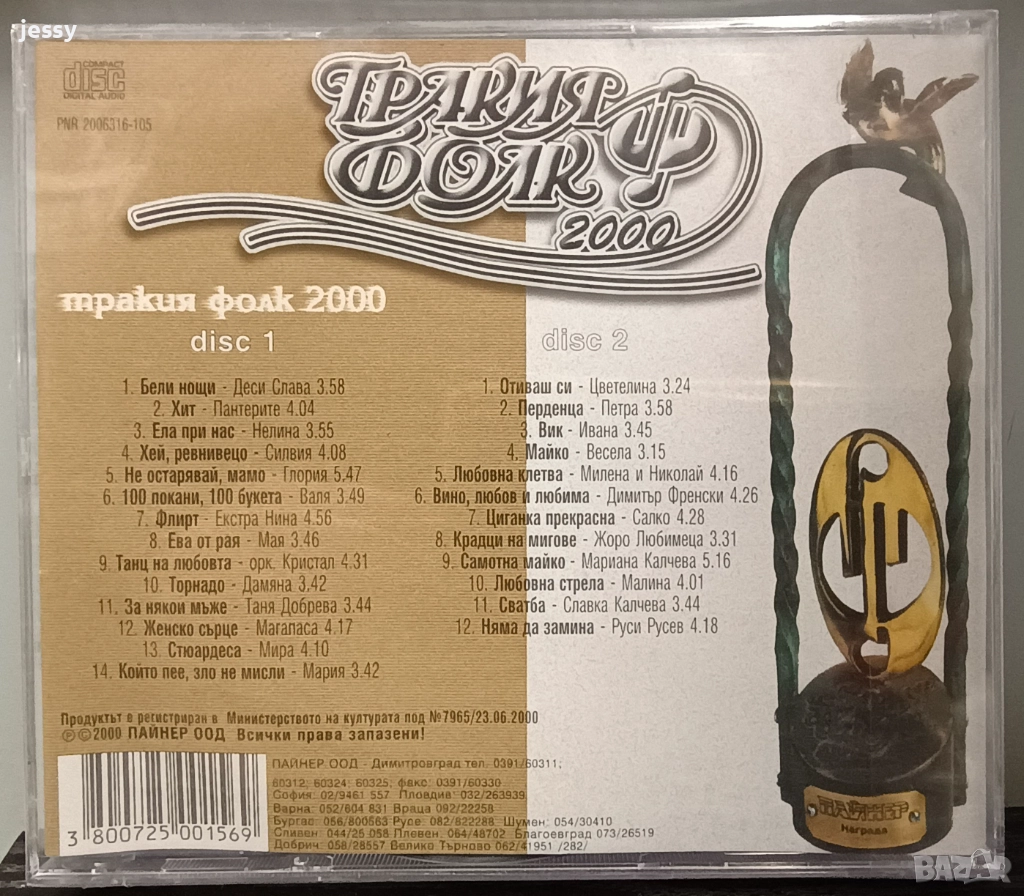 jessy
COMPACT
disc
DIGITAL AUDIO
PNR 2006316-105
ТРАКИЯ
ФОЛК
2000
тракия фолк 2000
disc 1
1. Бели нощи - Деси Слава 3.58
2. Хит - Пантерите 4.04
3. Ела при нас - Нелина 3.55
4. Хей, ревнивецо - Силвия 4.08
5. Не остарявай, мамо - Глория 5.47
6. 100 покани, 100 букета - Валя 3.49
7. Флирт - Екстра Нина 4.56
8. Ева от рая - Мая 3.46
9. Танц на любовта - орк. Кристал 4.31
10. Торнадо - Дамяна 3.42
11. За някои мъже - Таня Добрева 3.44
12. Женско сърце - Магапаса 4.17
13. Стюардеса - Мира 4.10
14. Който пее, зло не мисли - Мария 3.42
disc 2
1. Отиваш си - Цветелина 3.24
2. Перденца - Петра 3.58
3. Вик - Ивана 3.45
4. Майко - Весела 3.15
5. Любовна клетва - Милена и Николай 4.16
6. Вино, любов и любима - Димитър Френски 4.26
7. Циганка прекрасна - Салко 4.28
8. Крадци на мигове - Жоро Любимеца 3.31
9. Самотна майко - Мариана Калчева 5.16
10. Любовна стрела - Малина 4.01
11. Сватба - Славка Калчева 3.44
12. Няма да замина - Руси Русев 4.18
Продуктът е регистриран в Министерството на културата под №7965/23.06.2000
℗©2000 ПАЙНЕР ООД Всички права запазени!
ПАЙНЕР ООД - Димитровград тел. 0391/60311;
60312; 60324; 60325; факс: 0391/60330
София: 02/9461 557 Пловдив: 032/263939
Варна: 052/604 831 Враца 092/22258
Бургас: 056/800563 Русе: 082/822288 Шумен: 054/30410
Сливен: 044/25 058 Плевен: 064/48702 Благоевград 073/26519
Добрич: 058/28557 Велико Търново 062/41951 /282/
3 800725 001569
ПАЙНЕР
Награда
BAZAR